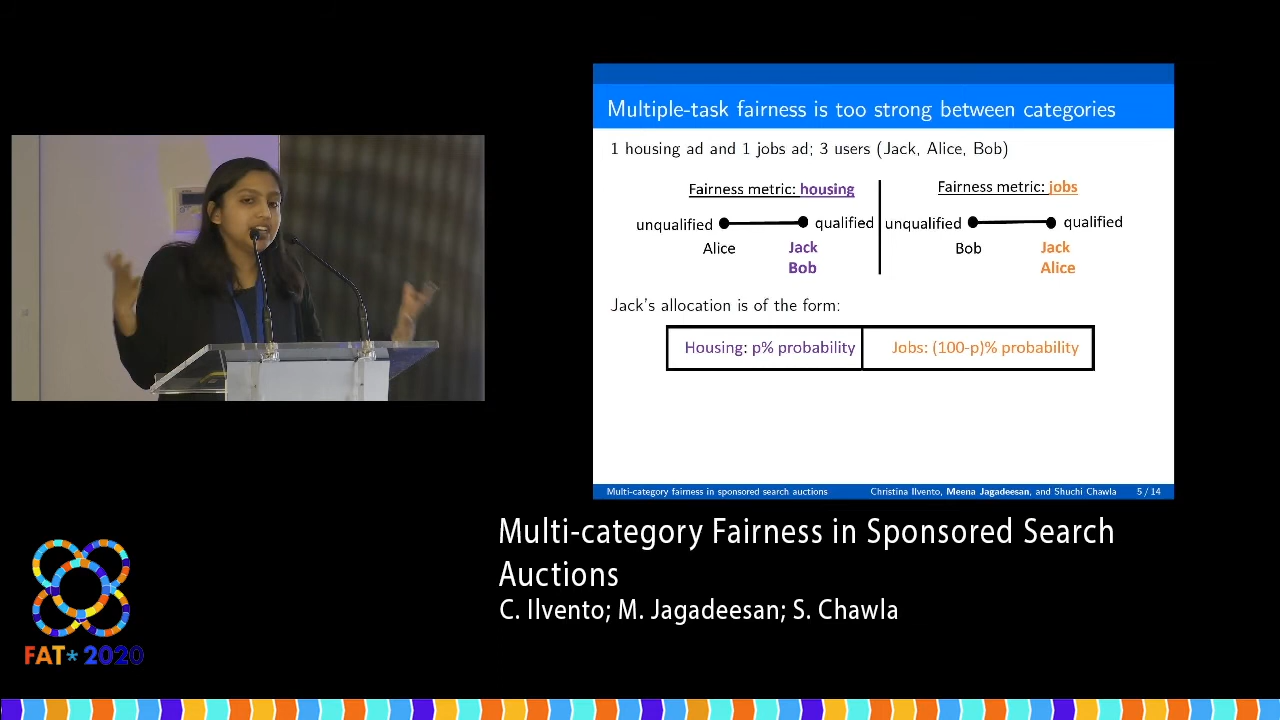 Multiple-task fairness is too strong between categories
1 housing ad and 1 jobs ad; 3 users (Jack, Alice, Bob)
Fairness metric: housing
unqualified qualified
Alice Jack
Bob
Fairness metric: jobs
unqualified qualified
Bob Jack
Alice
Jack's allocation is of the form:
Housing: p% probability Jobs: (100-p)% probability
Multi-category fairness in sponsored search auctions Christina Ilvento, Meena Jagadeesan, and Shuchi Chawla 5 / 14
Multi-category Fairness in Sponsored Search
Auctions
C. Ilvento; M. Jagadeesan; S. Chawla
FAT* 2020